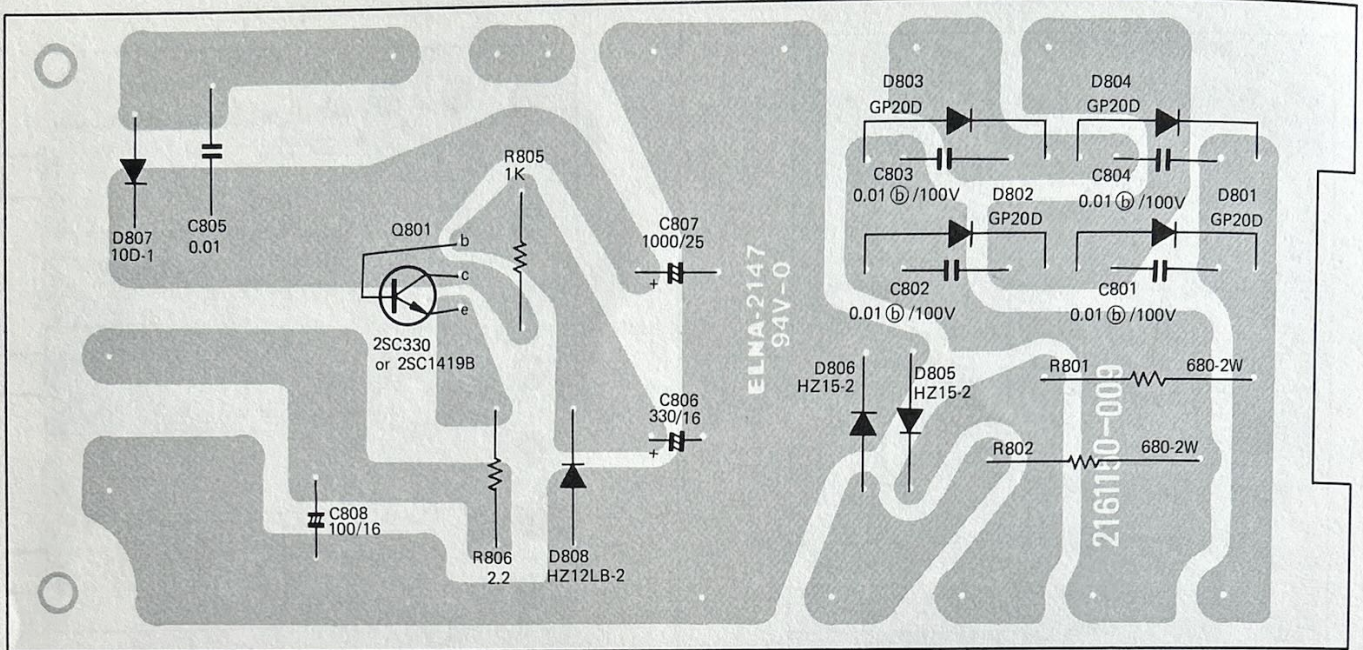 D803
GP20D
D804
GP20D
C803
0.01 ⓑ /100V
C804
0.01 ⓑ /100V
D802
GP20D
D801
GP20D
C802
0.01 ⓑ /100V
C801
0.01 ⓑ /100V
D807
10D-1
C805
0.01
R805
1K
Q801
b
c
e
2SC330
or 2SC1419B
C807
1000/25
+
ELNA-2147
94V-0
C806
330/16
+
D806
HZ15-2
D805
HZ15-2
R801
680-2W
R802
680-2W
2161150-009
C808
100/16
R806
2.2
D808
HZ12LB-2